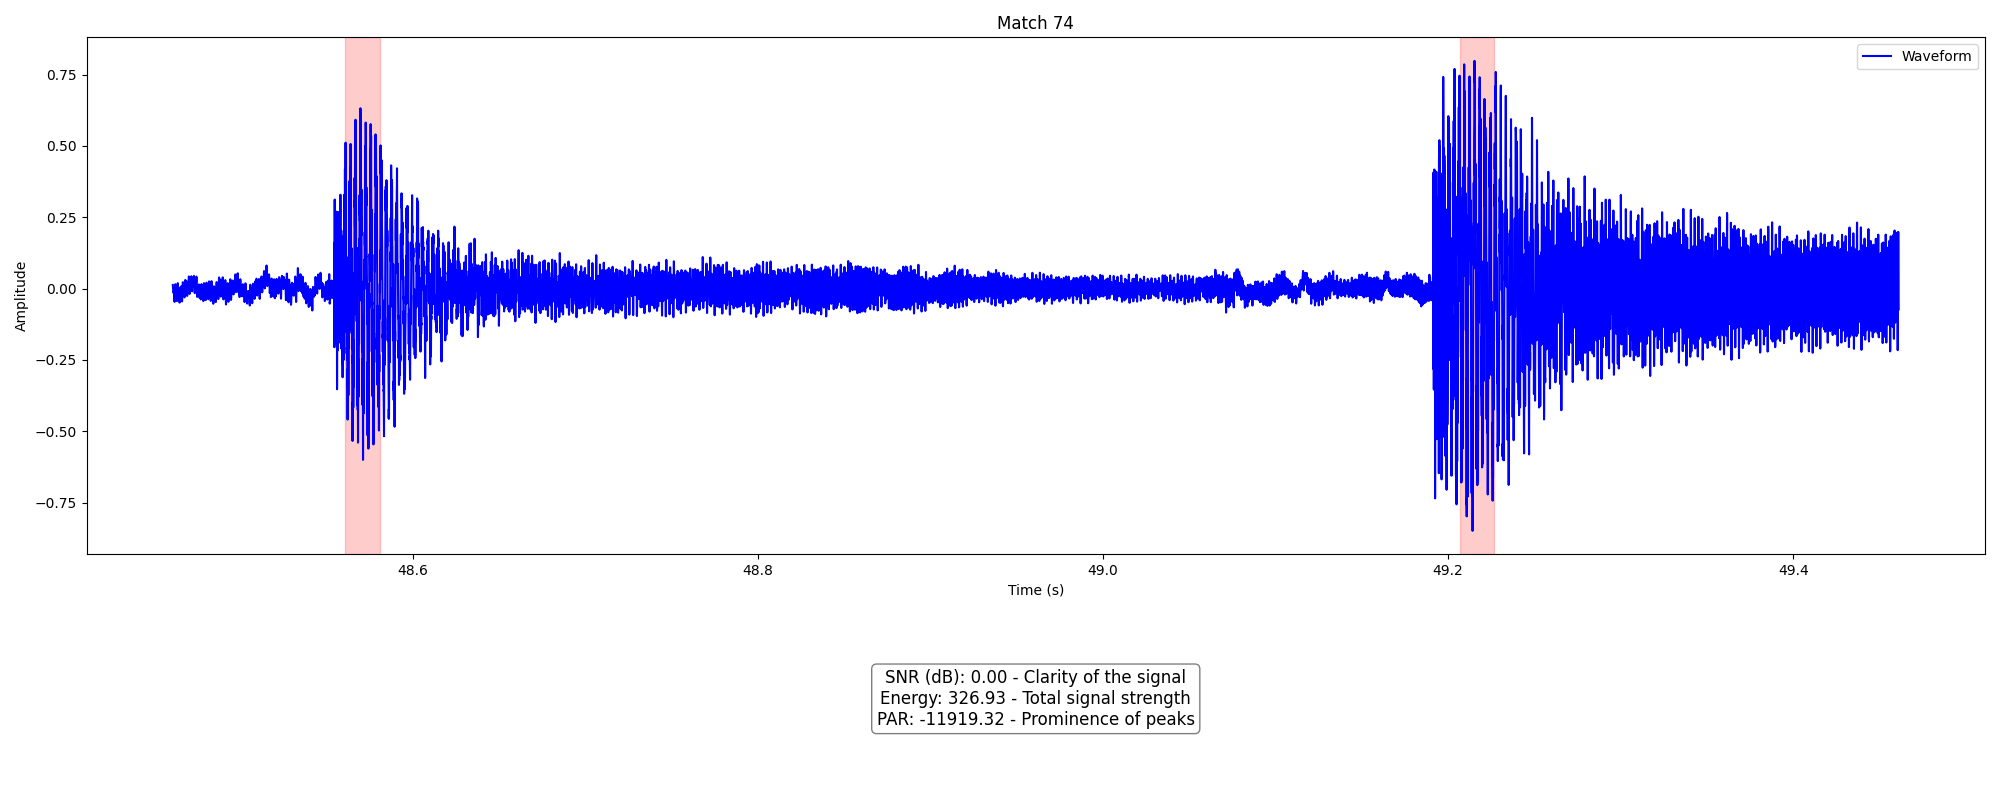 Match 74
Waveform
0.75
0.50
0.25
0.00
−0.25
−0.50
−0.75
Amplitude
48.6 48.8 49.0 49.2 49.4
Time (s)
SNR (dB): 0.00 - Clarity of the signal
Energy: 326.93 - Total signal strength
PAR: -11919.32 - Prominence of peaks